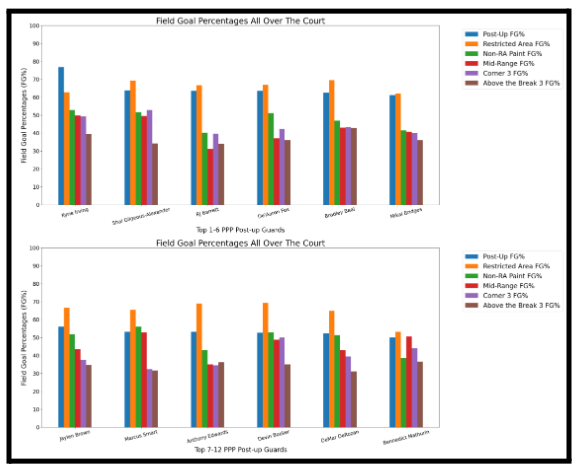 Field Goal Percentages All Over The Court
Field Goal Percentages (FG%)
100
90
80
70
60
50
40
30
20
10
0
Kyrie Irving
Shai Gilgeous-Alexander
RJ Barrett
De'Aaron Fox
Bradley Beal
Mikal Bridges
Top 1-6 PPP Post-up Guards
Post-Up FG%
Restricted Area FG%
Non-RA Paint FG%
Mid-Range FG%
Corner 3 FG%
Above the Break 3 FG%
Field Goal Percentages All Over The Court
Field Goal Percentages (FG%)
100
90
80
70
60
50
40
30
20
10
0
Jaylen Brown
Marcus Smart
Anthony Edwards
Devin Booker
DeMar DeRozan
Bennedict Mathurin
Top 7-12 PPP Post-up Guards
Post-Up FG%
Restricted Area FG%
Non-RA Paint FG%
Mid-Range FG%
Corner 3 FG%
Above the Break 3 FG%